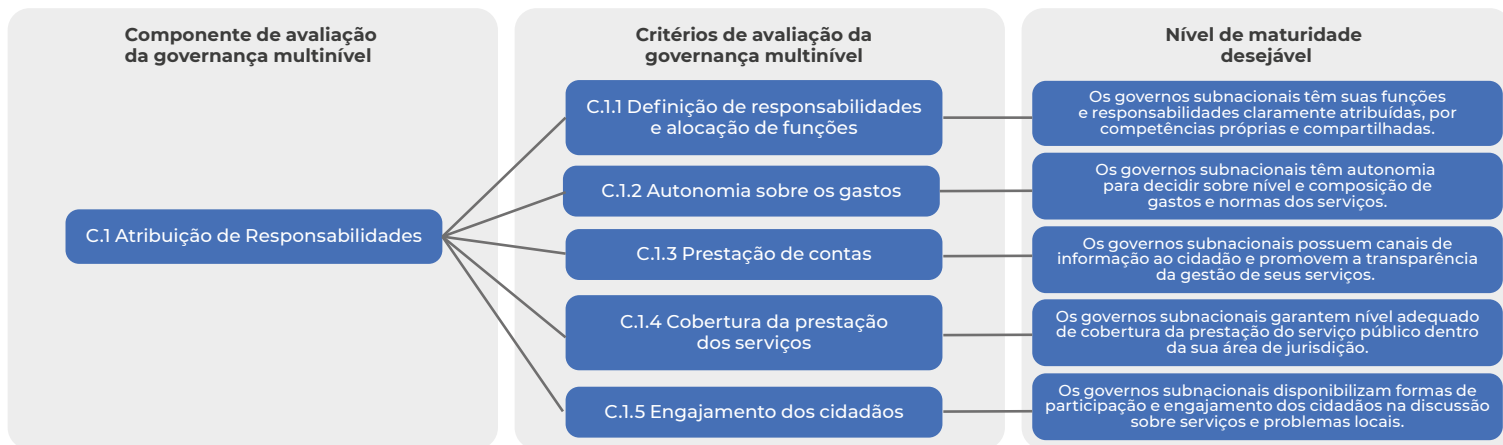 Componente de avaliação
da governança multinível
Critérios de avaliação da
governança multinível
Nível de maturidade
desejável
C.1 Atribuição de Responsabilidades
C.1.1 Definição de responsabilidades
e alocação de funções
Os governos subnacionais têm suas funções
e responsabilidades claramente atribuídas, por
competências próprias e compartilhadas.
C.1.2 Autonomia sobre os gastos
Os governos subnacionais têm autonomia
para decidir sobre nível e composição de
gastos e normas dos serviços.
C.1.3 Prestação de contas
Os governos subnacionais possuem canais de
informação ao cidadão e promovem a transparência
da gestão de seus serviços.
C.1.4 Cobertura da prestação
dos serviços
Os governos subnacionais garantem nível adequado
de cobertura da prestação do serviço público dentro
da sua área de jurisdição.
C.1.5 Engajamento dos cidadãos
Os governos subnacionais disponibilizam formas de
participação e engajamento dos cidadãos na discussão
sobre serviços e problemas locais.